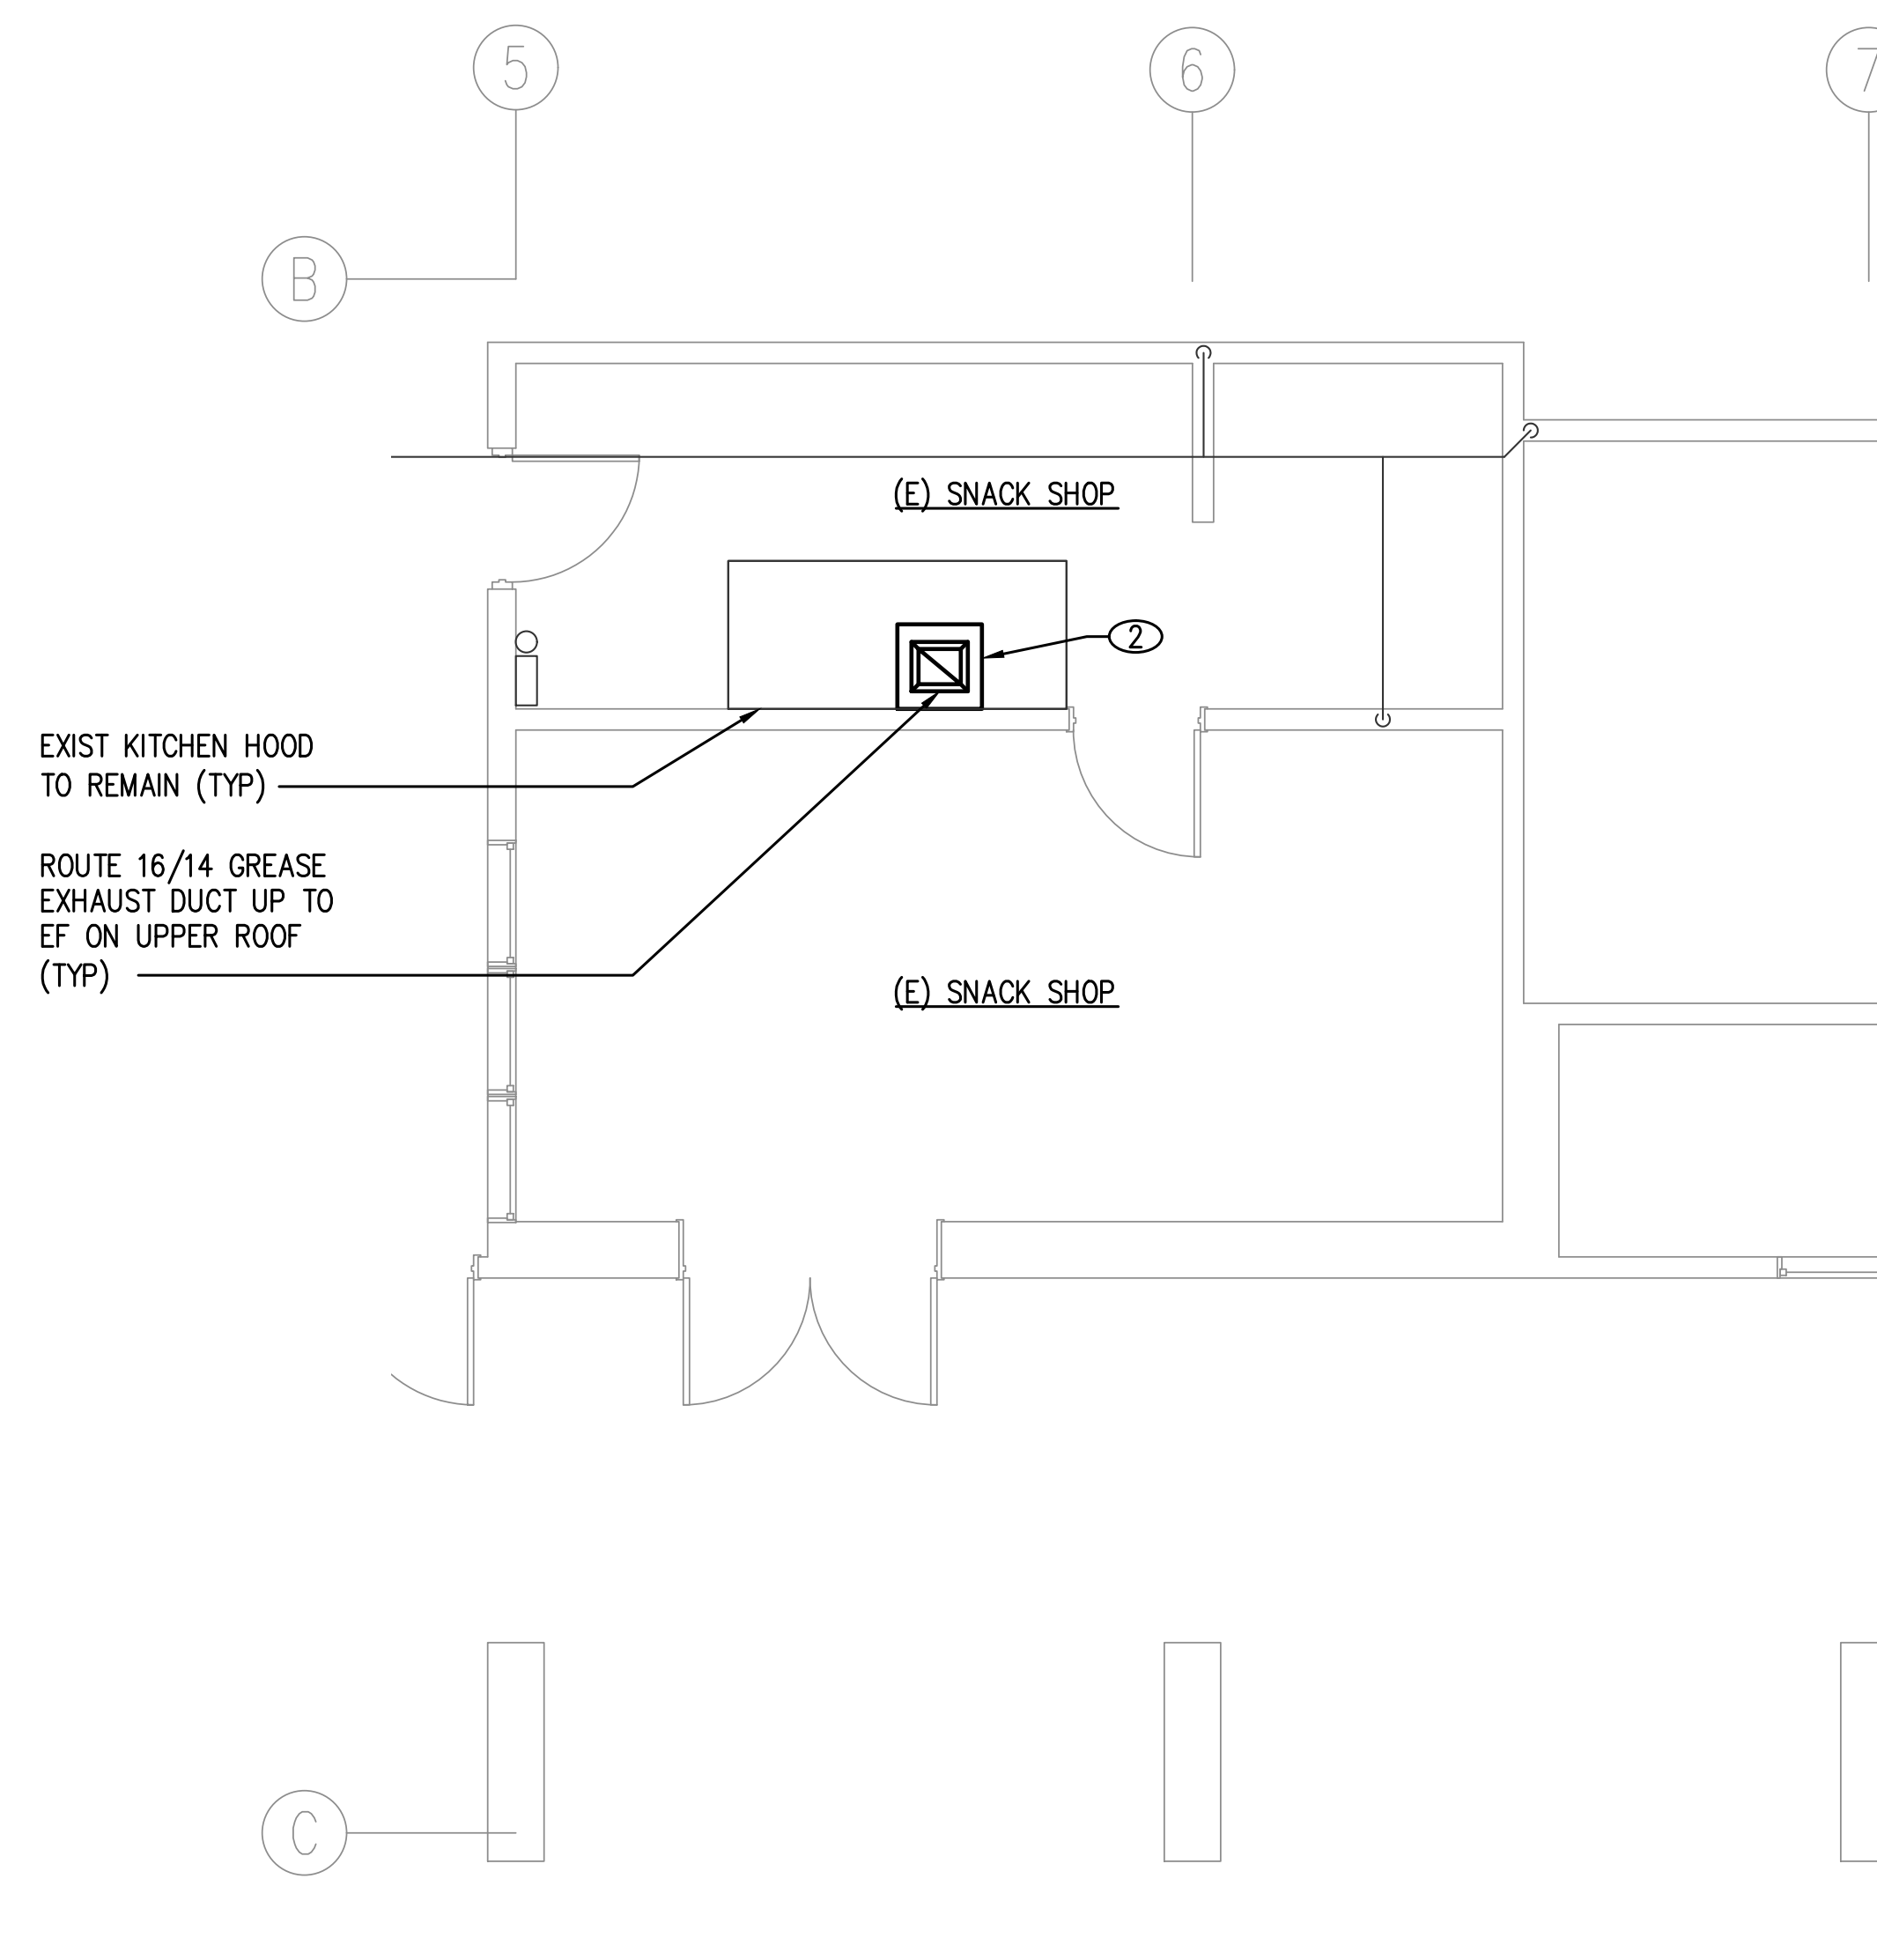 5
6
7
B
(E) SNACK SHOP
2
EXIST KITCHEN HOOD
TO REMAIN (TYP)
ROUTE 16/14 GREASE
EXHAUST DUCT UP TO
EF ON UPPER ROOF
(TYP)
(E) SNACK SHOP
C